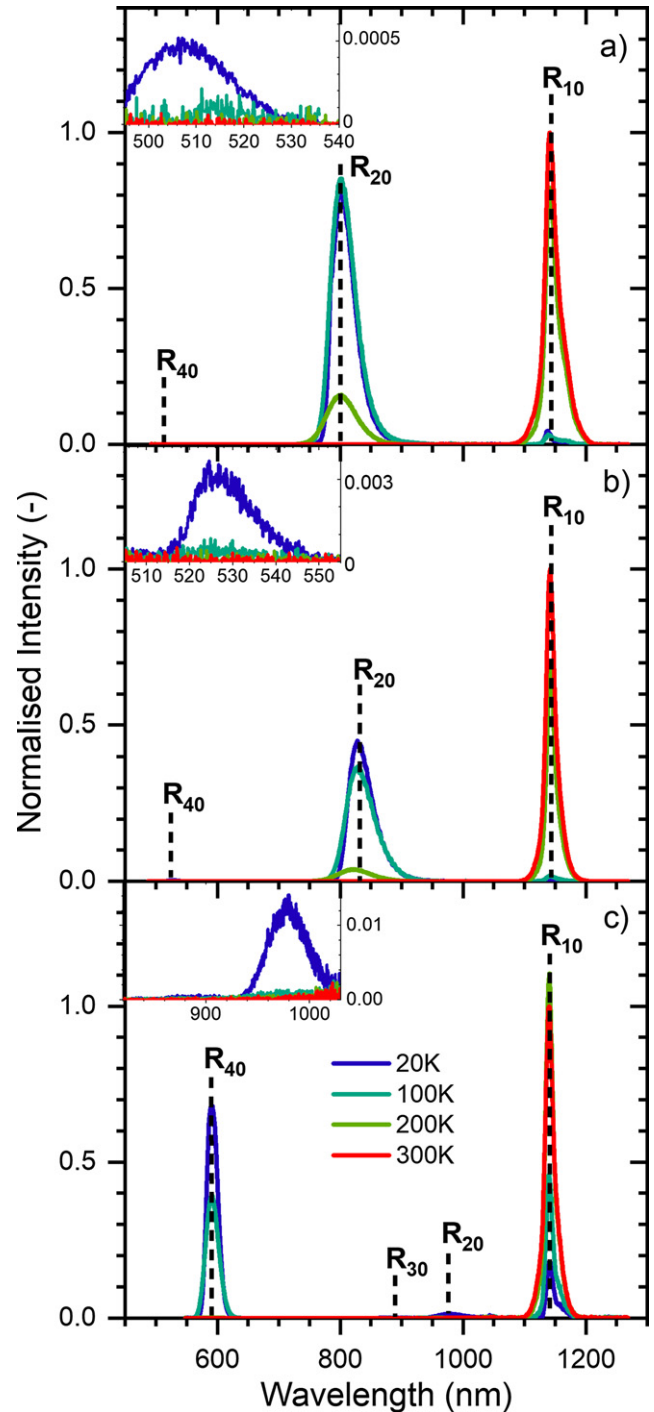 a)
0.0005
0
500 510 520 530 540
R10
R20
R40
1.0
0.5
0.0
b)
0.003
0
510 520 530 540 550
R10
R20
R40
1.0
0.5
0.0
c)
0.01
0.00
900 1000
R10
R40
20K
100K
200K
300K
R30
R20
1.0
0.5
0.0
600 800 1000 1200
Normalised Intensity (-)
Wavelength (nm)